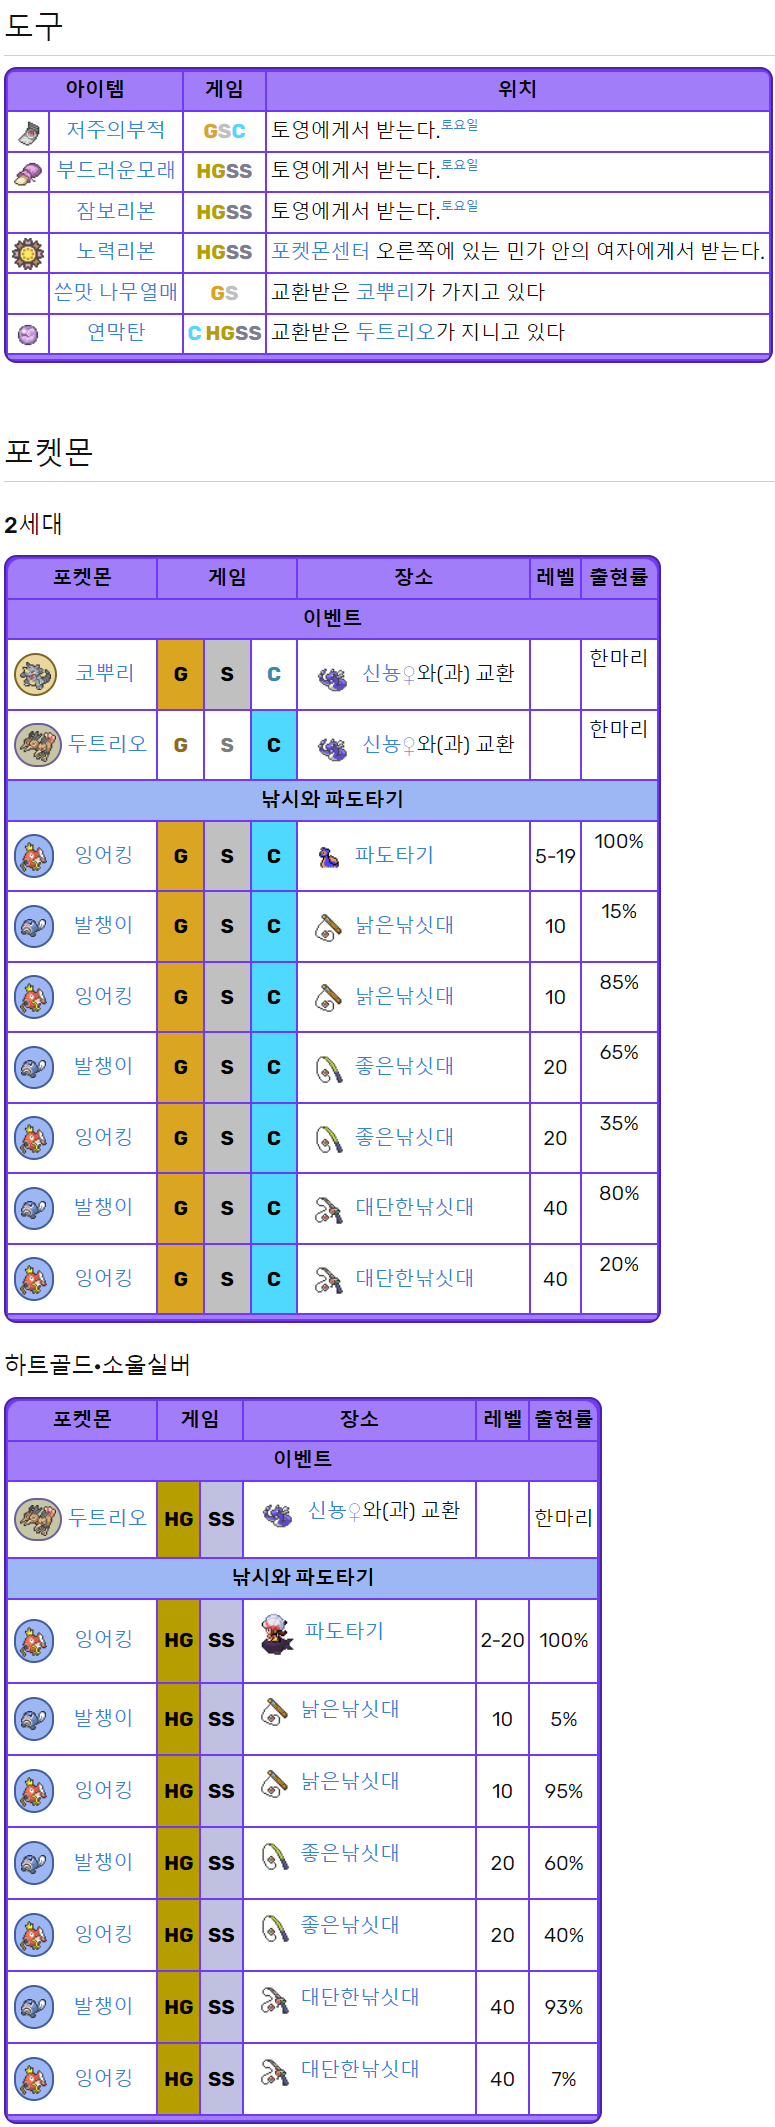 도구
아이템 게임 위치
저주의부적 GSC 토영에게서 받는다.토요일
부드러운모래 HGSS 토영에게서 받는다.토요일
잠보리본 HGSS 토영에게서 받는다.토요일
노력리본 HGSS 포켓몬센터 오른쪽에 있는 민가 안의 여자에게서 받는다.
쓴맛 나무열매 GS 교환받은 코뿌리가 가지고 있다
연막탄 C HGSS 교환받은 두트리오가 지니고 있다
포켓몬
2세대
포켓몬 게임 장소 레벨 출현률
이벤트
코뿌리 G S C 신뇽♀와(과) 교환 한마리
두트리오 G S C 신뇽♀와(과) 교환 한마리
낚시와 파도타기
잉어킹 G S C 파도타기 5-19 100%
발챙이 G S C 낡은낚싯대 10 15%
잉어킹 G S C 낡은낚싯대 10 85%
발챙이 G S C 좋은낚싯대 20 65%
잉어킹 G S C 좋은낚싯대 20 35%
발챙이 G S C 대단한낚싯대 40 80%
잉어킹 G S C 대단한낚싯대 40 20%
하트골드•소울실버
포켓몬 게임 장소 레벨 출현률
이벤트
두트리오 HG SS 신뇽♀와(과) 교환 한마리
낚시와 파도타기
잉어킹 HG SS 파도타기 2-20 100%
발챙이 HG SS 낡은낚싯대 10 5%
잉어킹 HG SS 낡은낚싯대 10 95%
발챙이 HG SS 좋은낚싯대 20 60%
잉어킹 HG SS 좋은낚싯대 20 40%
발챙이 HG SS 대단한낚싯대 40 93%
잉어킹 HG SS 대단한낚싯대 40 7%